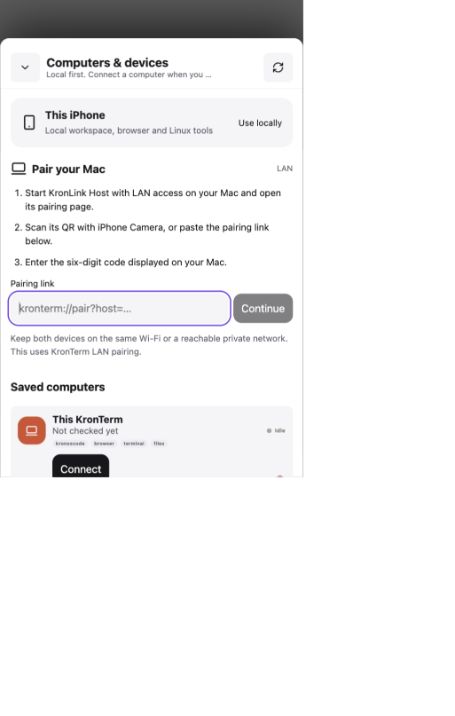 Computers & devices
Local first. Connect a computer when you ...
This iPhone
Local workspace, browser and Linux tools
Use locally
Pair your Mac
LAN
1. Start KronLink Host with LAN access on your Mac and open
its pairing page.
2. Scan its QR with iPhone Camera, or paste the pairing link
below.
3. Enter the six-digit code displayed on your Mac.
Pairing link
kronterm://pair?host=...
Continue
Keep both devices on the same Wi-Fi or a reachable private network.
This uses KronTerm LAN pairing.
Saved computers
This KronTerm
Not checked yet
Idle
kronoscode browser terminal files
Connect